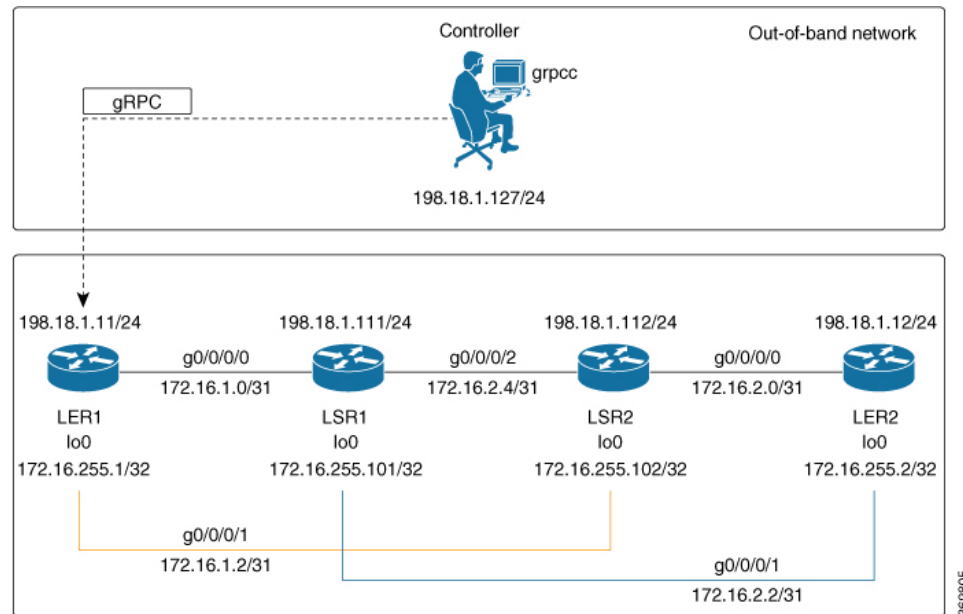 Controller
Out-of-band network
grpcc
gRPC
198.18.1.127/24
198.18.1.11/24
198.18.1.111/24
198.18.1.112/24
198.18.1.12/24
g0/0/0/0
g0/0/0/2
g0/0/0/0
172.16.1.0/31
172.16.2.4/31
172.16.2.0/31
LER1
LSR1
LSR2
LER2
lo0
lo0
lo0
lo0
172.16.255.1/32
172.16.255.101/32
172.16.255.102/32
172.16.255.2/32
g0/0/0/1
172.16.1.2/31
g0/0/0/1
172.16.2.2/31